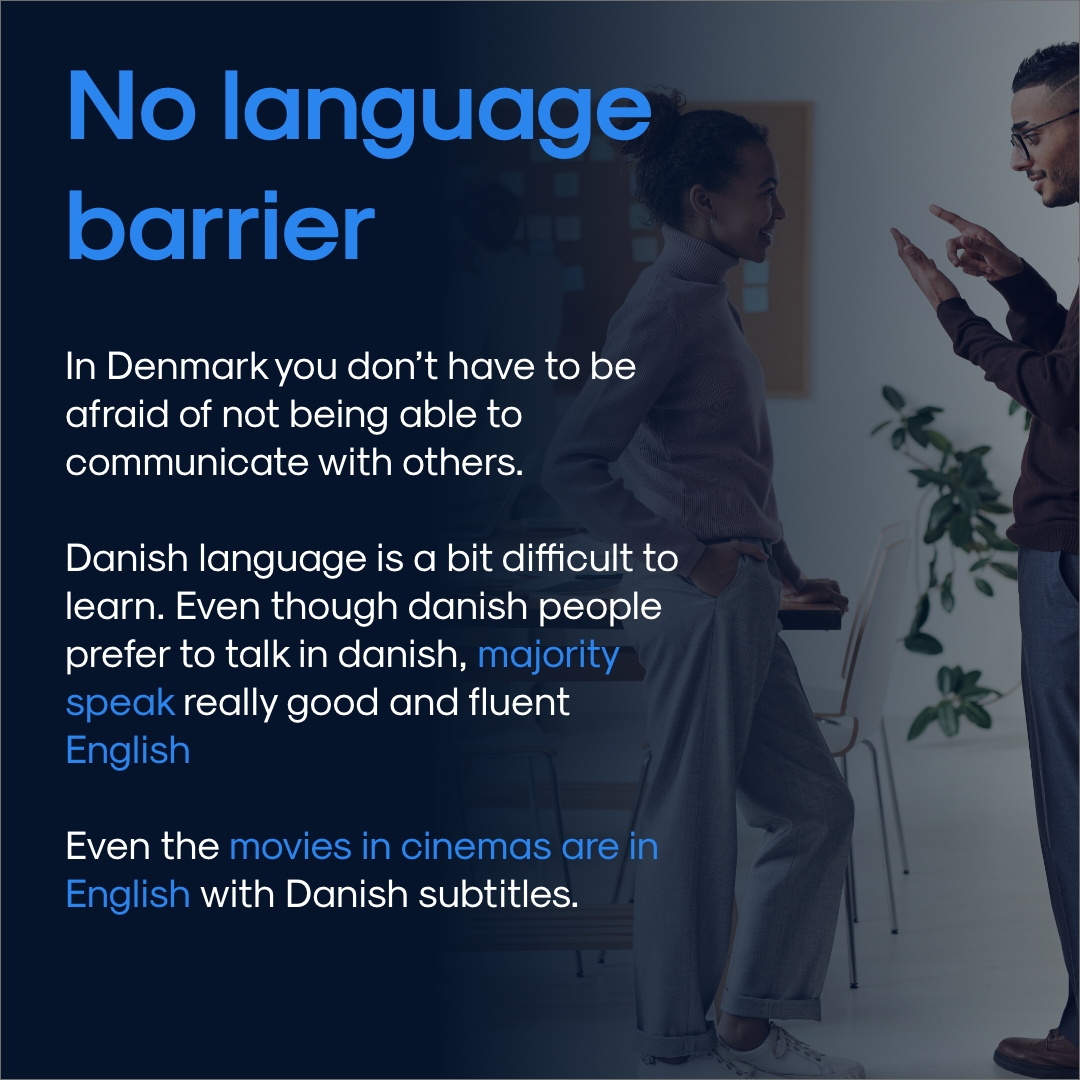 No language
barrier
In Denmark you don’t have to be
afraid of not being able to
communicate with others.
Danish language is a bit difficult to
learn. Even though danish people
prefer to talk in danish, majority
speak really good and fluent
English
Even the movies in cinemas are in
English with Danish subtitles.